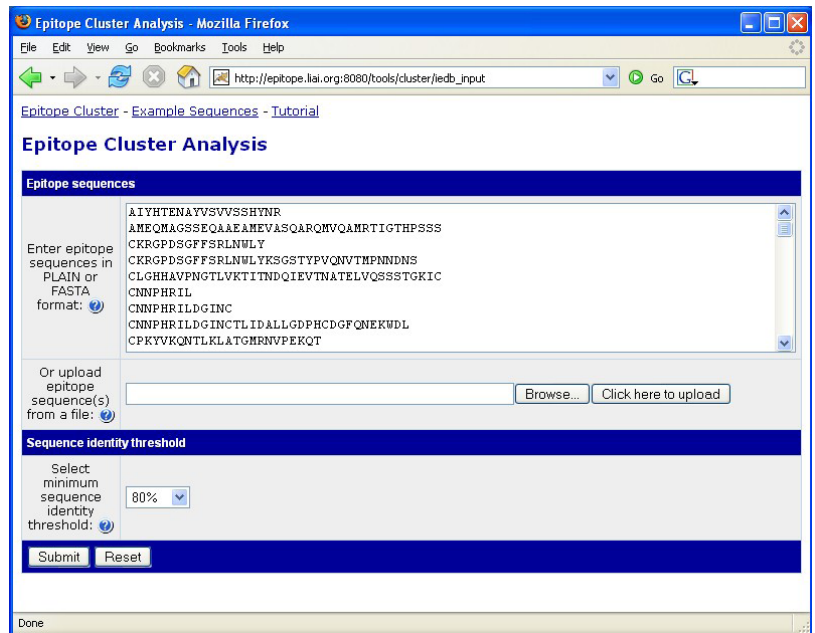 Epitope Cluster Analysis - Mozilla Firefox
File Edit View Go Bookmarks Tools Help
http://epitope.liai.org:8080/tools/cluster/iedb_input Go G
Epitope Cluster - Example Sequences - Tutorial
Epitope Cluster Analysis
Epitope sequences
Enter epitope
sequences in
PLAIN or
FASTA
format: ?
AIYHTENAYVSVVSSHYNR
AMEQMAGSSEQAAEAMEVASQARQMVQAMRTIGTHPSSS
CKRGPDSGFFSRLNWLY
CKRGPDSGFFSRLNWLYKSGSTYPVQNVTMPNNDNS
CLGHHAVPNGTLVKTITNDQIEVTNATELVQSSSTGKIC
CNNPHRIL
CNNPHRILDGINC
CNNPHRILDGINCTLIDALLGDPHCDGFQNEKWDL
CPKYVKQNTLKLATGMRNVPEKQT
Or upload
epitope
sequence(s)
from a file: ?
Browse... Click here to upload
Sequence identity threshold
Select
minimum
sequence
identity
threshold: ?
80%
Submit Reset
Done